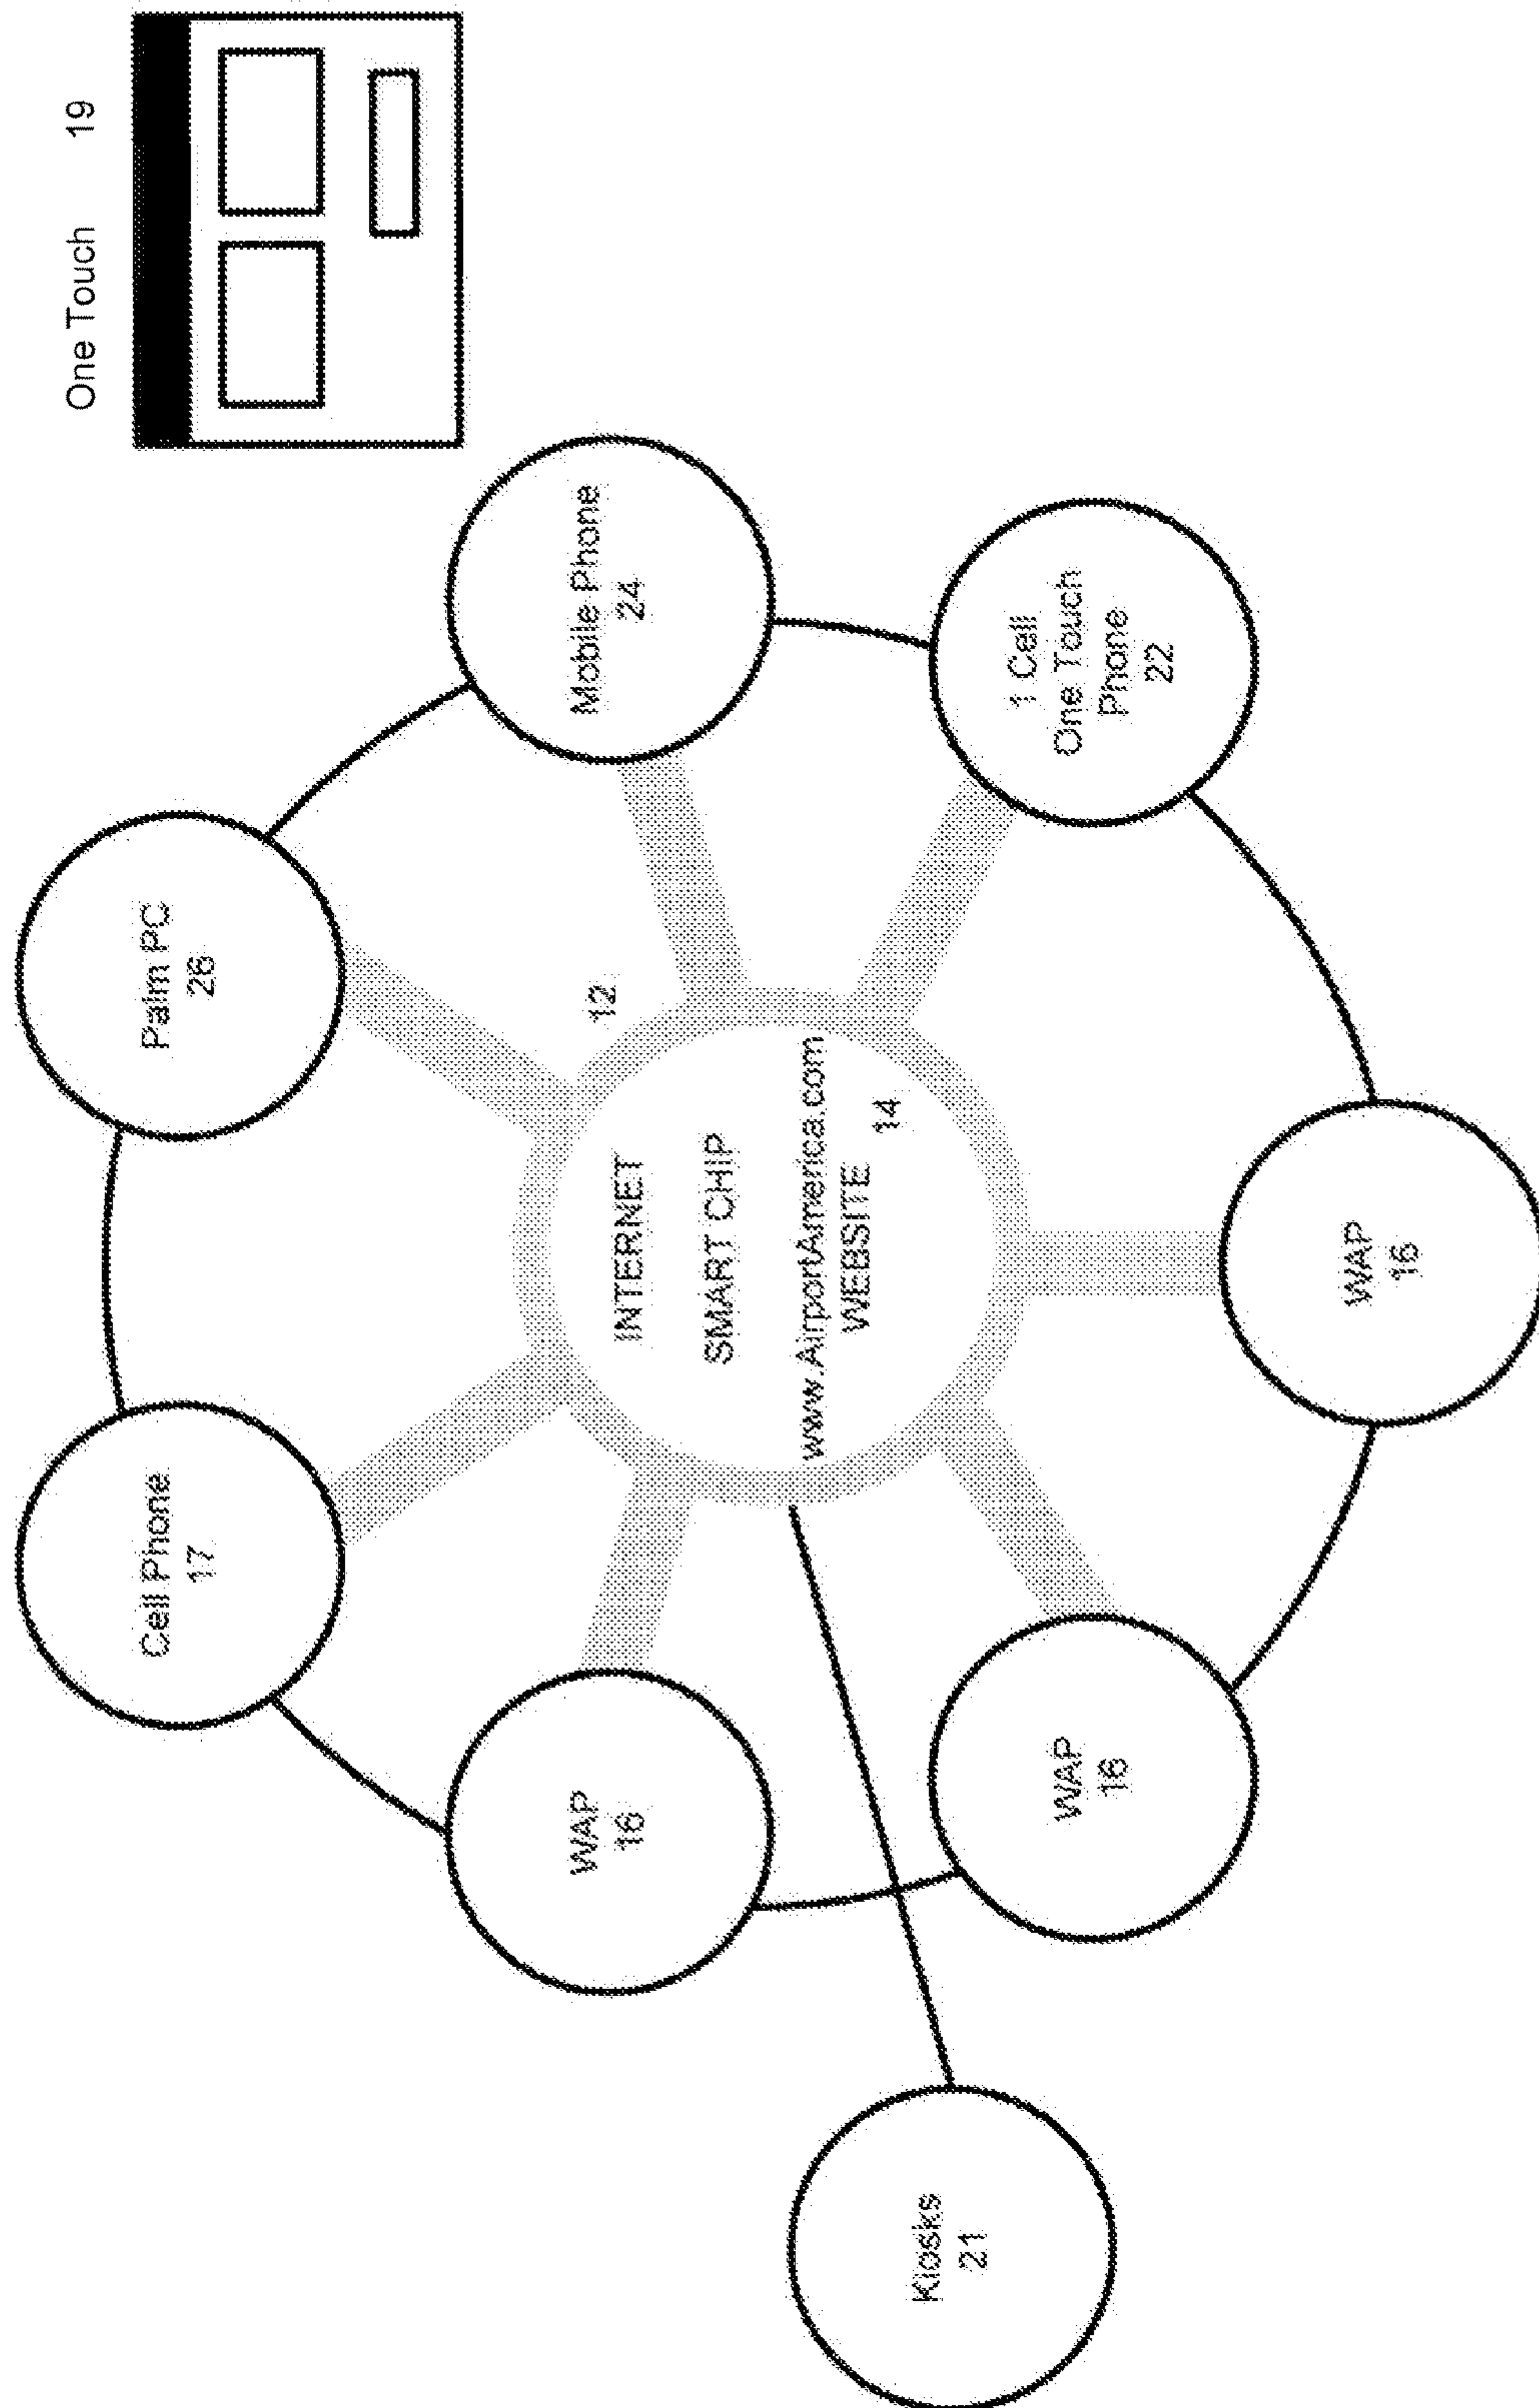 One Touch 19
Cell Phone
17
Palm PC
26
WAP
16
Mobile Phone
24
12
INTERNET
SMART CHIP
www.AirportAmerica.com
WEBSITE
14
Kiosks
21
WAP
16
1 Cell
One Touch
Phone
22
WAP
16